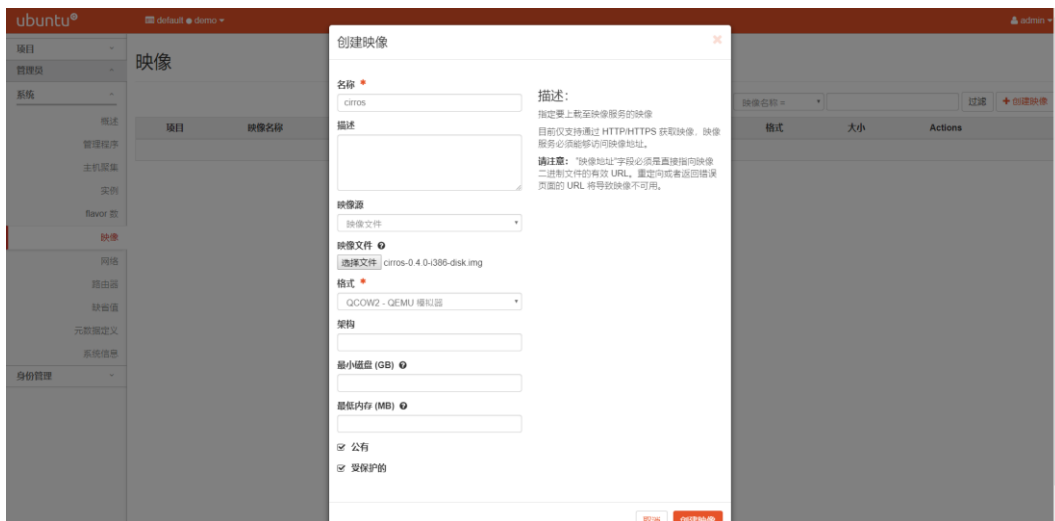 ubuntu®
default ● demo
admin
项目
管理员
系统
概述
管理程序
主机聚集
实例
flavor 款
映像
网络
路由器
缺省值
元数据定义
系统信息
身份管理
映像
映像名称 =
过滤
+ 创建映像
项目
映像名称
格式
大小
Actions
创建映像
名称 *
cirros
描述
映像源
映像文件
映像文件
选择文件 cirros-0.4.0-i386-disk.img
格式 *
QCOW2 - QEMU 模拟器
架构
最小磁盘 (GB)
最低内存 (MB)
公有
受保护的
描述:
指定要上载至映像服务的映像
目前仅支持通过 HTTP/HTTPS 获取映像。映像
服务必须能够访问映像地址。
请注意: "映像地址"字段必须是直接指向映像
二进制文件的有效 URL。重定向或者返回错误
页面的 URL 将导致映像不可用。
取消
创建映像